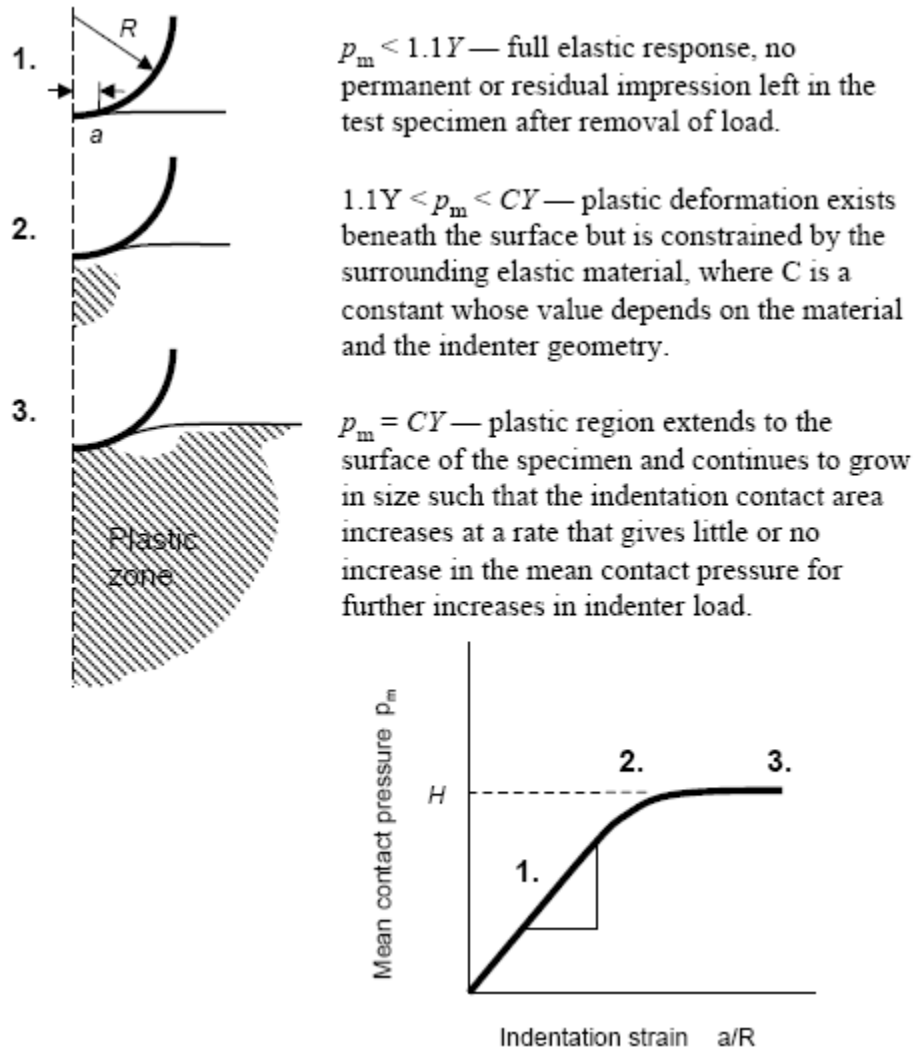 R
1.
a
p_m < 1.1Y — full elastic response, no
permanent or residual impression left in the
test specimen after removal of load.
2.
1.1Y < p_m < CY — plastic deformation exists
beneath the surface but is constrained by the
surrounding elastic material, where C is a
constant whose value depends on the material
and the indenter geometry.
3.
Plastic
zone
p_m = CY — plastic region extends to the
surface of the specimen and continues to grow
in size such that the indentation contact area
increases at a rate that gives little or no
increase in the mean contact pressure for
further increases in indenter load.
Mean contact pressure p_m
H
1.
2.
3.
Indentation strain a/R